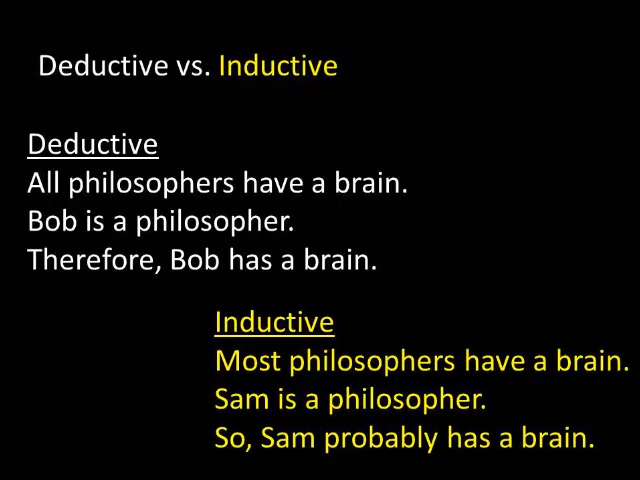 Deductive vs. Inductive
Deductive
All philosophers have a brain.
Bob is a philosopher.
Therefore, Bob has a brain.
Inductive
Most philosophers have a brain.
Sam is a philosopher.
So, Sam probably has a brain.